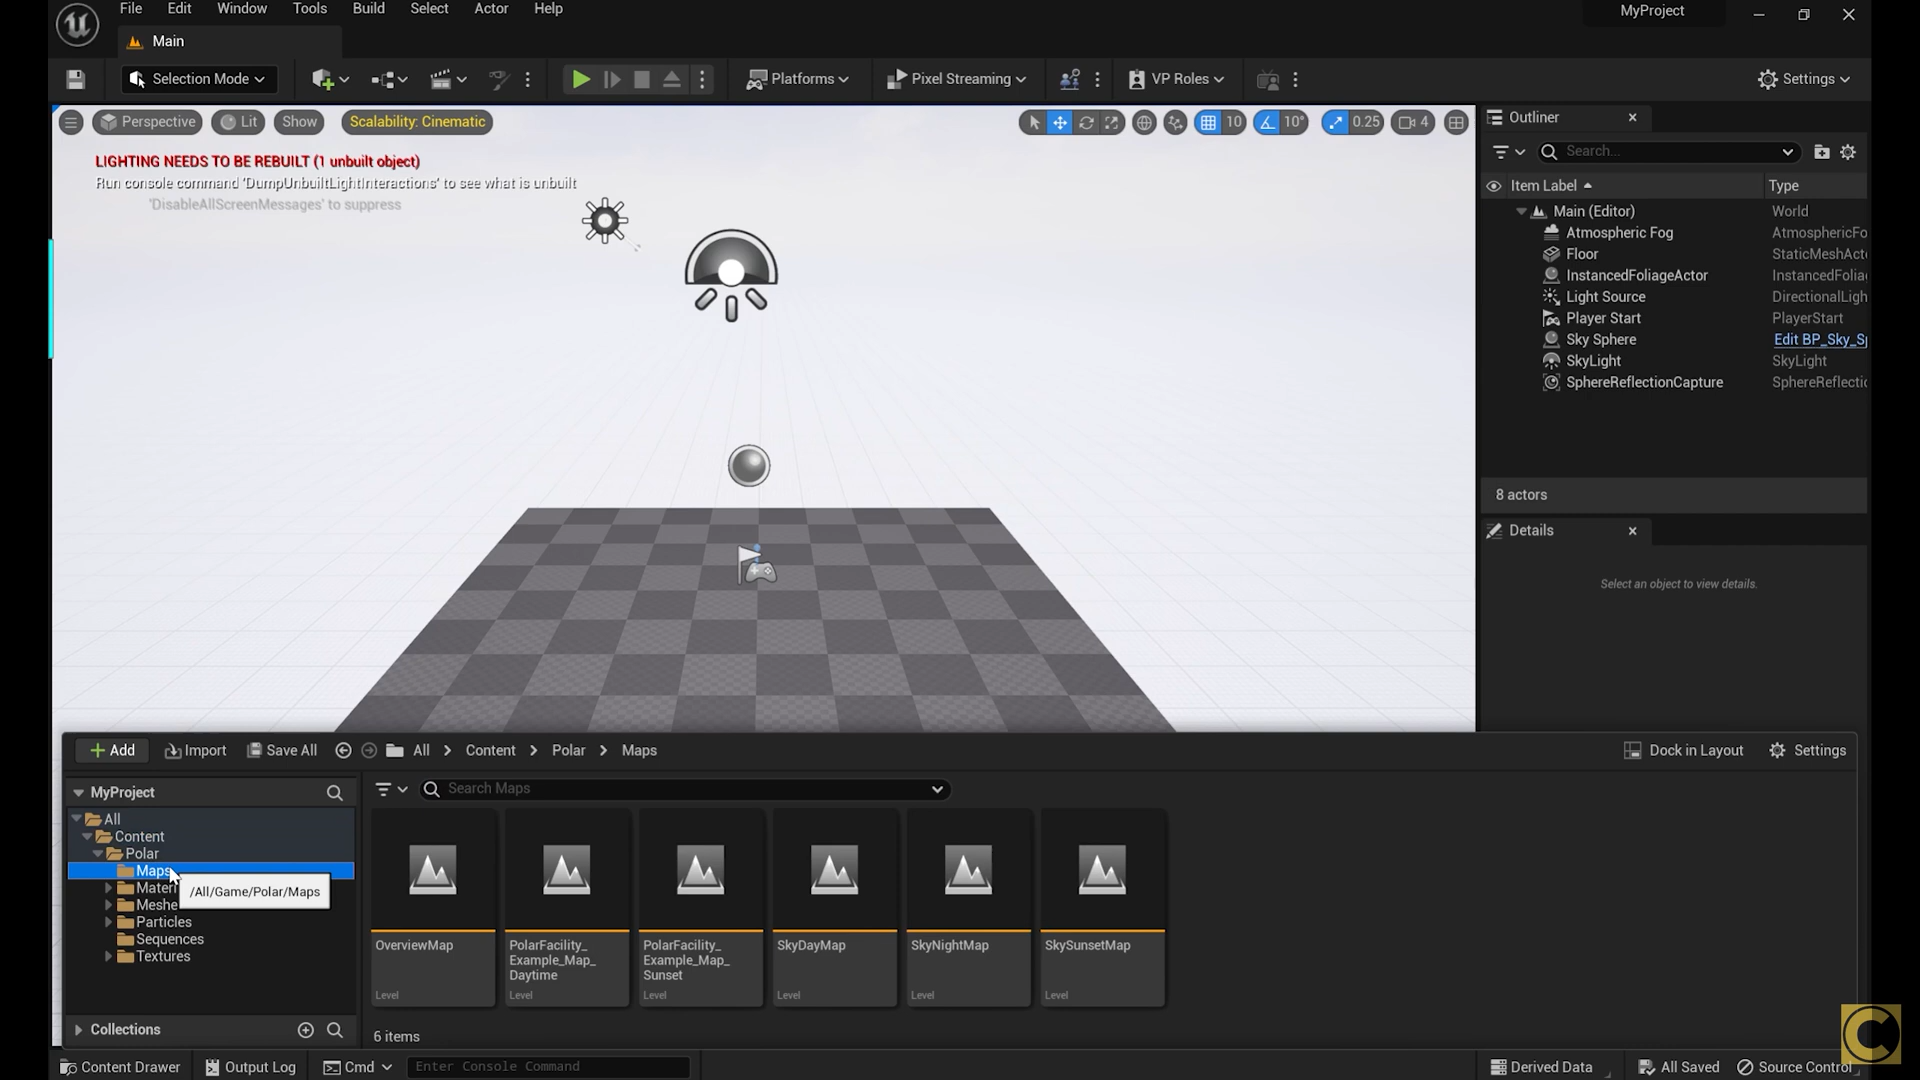 File Edit Window Tools Build Select Actor Help
MyProject
Main
Selection Mode
Platforms
Pixel Streaming
VP Roles
Settings
Perspective Lit Show Scalability: Cinematic
10 10° 0.25 4
LIGHTING NEEDS TO BE REBUILT (1 unbuilt object)
Run console command 'DumpUnbuiltLightInteractions' to see what is unbuilt
'DisableAllScreenMessages' to suppress
Outliner
Search...
Item Label Type
Main (Editor) World
Atmospheric Fog AtmosphericFo
Floor StaticMeshAct
InstancedFoliageActor InstancedFolia
Light Source DirectionalLigh
Player Start PlayerStart
Sky Sphere Edit BP_Sky_Sp
SkyLight SkyLight
SphereReflectionCapture SphereReflectic
8 actors
Details
Select an object to view details.
Add Import Save All All Content Polar Maps
Dock in Layout Settings
MyProject
All
Content
Polar
Maps
Materi
Meshe
/All/Game/Polar/Maps
Particles
Sequences
Textures
Collections
Search Maps
OverviewMap
Level
PolarFacility_
Example_Map_
Daytime
Level
PolarFacility_
Example_Map_
Sunset
Level
SkyDayMap
Level
SkyNightMap
Level
SkySunsetMap
Level
6 items
Content Drawer Output Log Cmd Enter Console Command
Derived Data All Saved Source Control